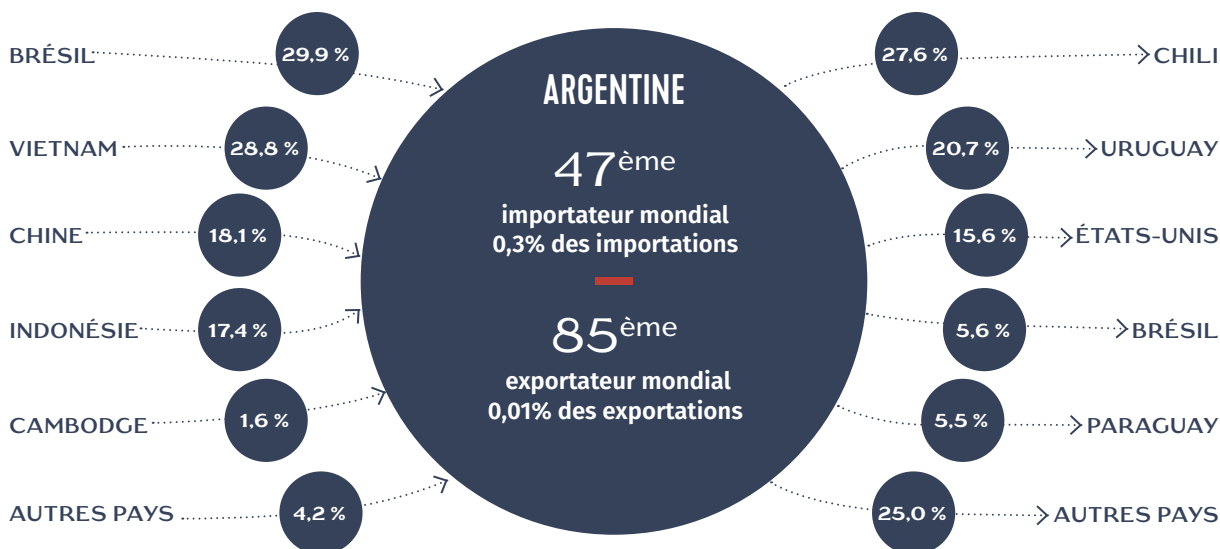 BRÉSIL
29,9 %
VIETNAM
28,8 %
CHINE
18,1 %
INDONÉSIE
17,4 %
CAMBODGE
1,6 %
AUTRES PAYS
4,2 %
ARGENTINE
47ème
importateur mondial
0,3% des importations
85ème
exportateur mondial
0,01% des exportations
27,6 %
CHILI
20,7 %
URUGUAY
15,6 %
ÉTATS-UNIS
5,6 %
BRÉSIL
5,5 %
PARAGUAY
25,0 %
AUTRES PAYS